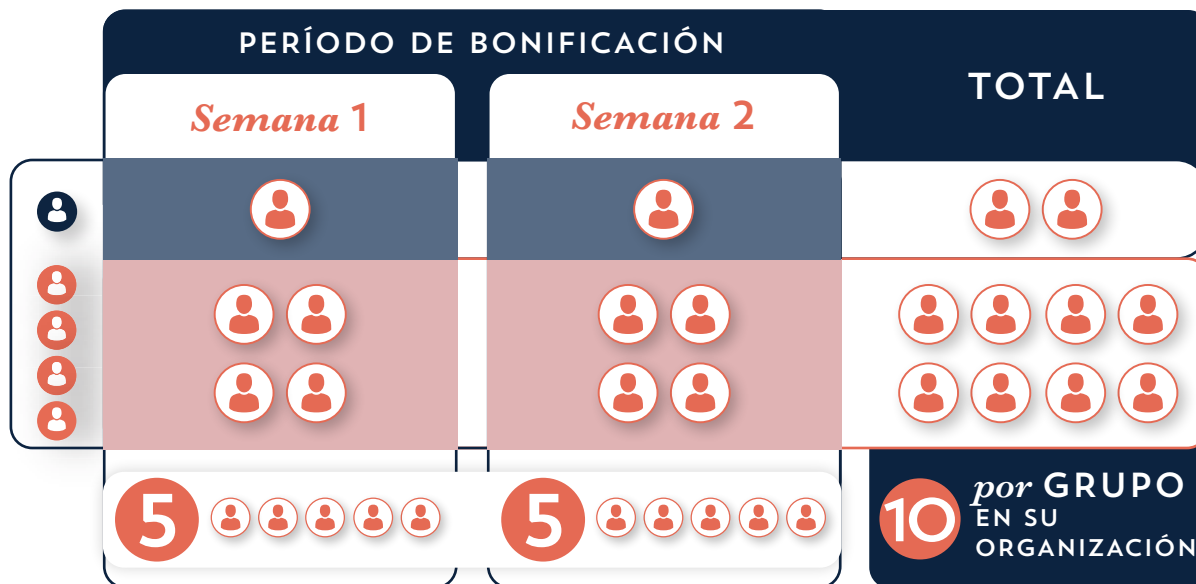 PERÍODO DE BONIFICACIÓN
TOTAL
Semana 1
Semana 2
5
5
10
por GRUPO
EN SU
ORGANIZACIÓN